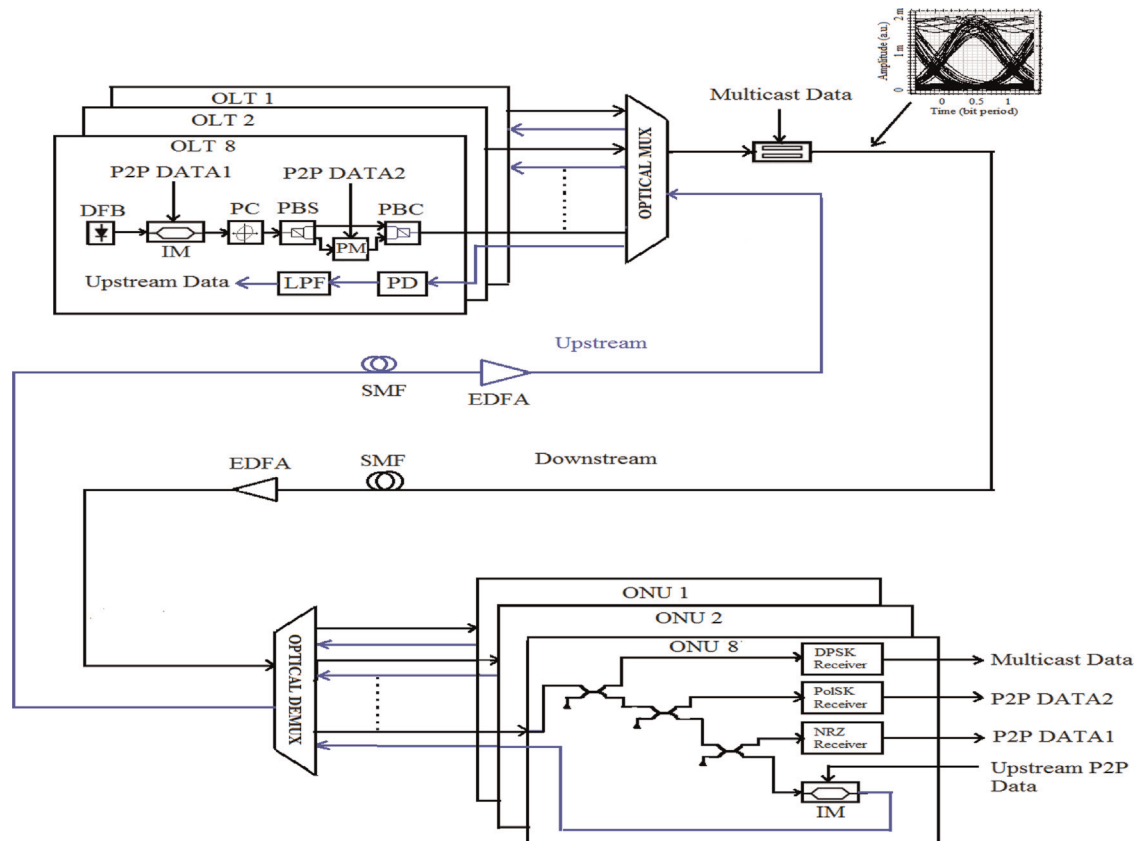 2 m
1 m
0
Amplitude (a.u.)
0 0.5 1
Time (bit period)
OLT 1
OLT 2
OLT 8
Multicast Data
P2P DATA1
P2P DATA2
DFB
PC
PBS
PBC
IM
PM
Upstream Data
LPF
PD
OPTICAL MUX
Upstream
SMF
EDFA
EDFA
SMF
Downstream
ONU 1
ONU 2
ONU 8
OPTICAL DEMUX
DPSK
Receiver
Multicast Data
PolSK
Receiver
P2P DATA2
NRZ
Receiver
P2P DATA1
Upstream P2P
Data
IM